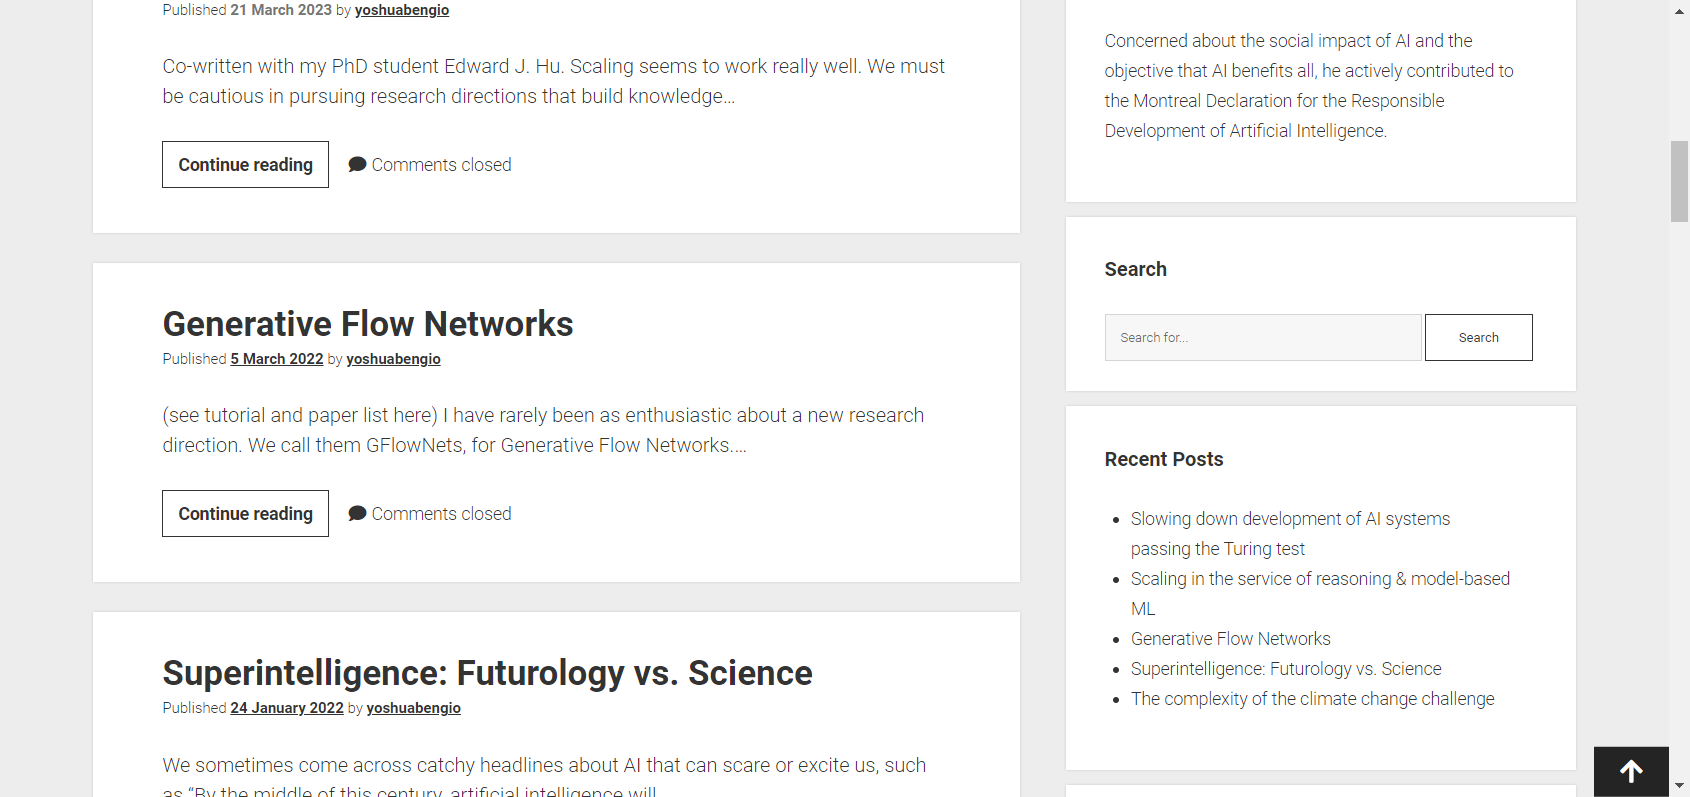 Published 21 March 2023 by yoshuabengio
Co-written with my PhD student Edward J. Hu. Scaling seems to work really well. We must
be cautious in pursuing research directions that build knowledge…
Continue reading
Comments closed
Generative Flow Networks
Published 5 March 2022 by yoshuabengio
(see tutorial and paper list here) I have rarely been as enthusiastic about a new research
direction. We call them GFlowNets, for Generative Flow Networks.…
Continue reading
Comments closed
Superintelligence: Futurology vs. Science
Published 24 January 2022 by yoshuabengio
We sometimes come across catchy headlines about AI that can scare or excite us, such
as “By the middle of this century, artificial intelligence will
Concerned about the social impact of AI and the
objective that AI benefits all, he actively contributed to
the Montreal Declaration for the Responsible
Development of Artificial Intelligence.
Search
Search for...
Search
Recent Posts
Slowing down development of AI systems
passing the Turing test
Scaling in the service of reasoning & model-based
ML
Generative Flow Networks
Superintelligence: Futurology vs. Science
The complexity of the climate change challenge